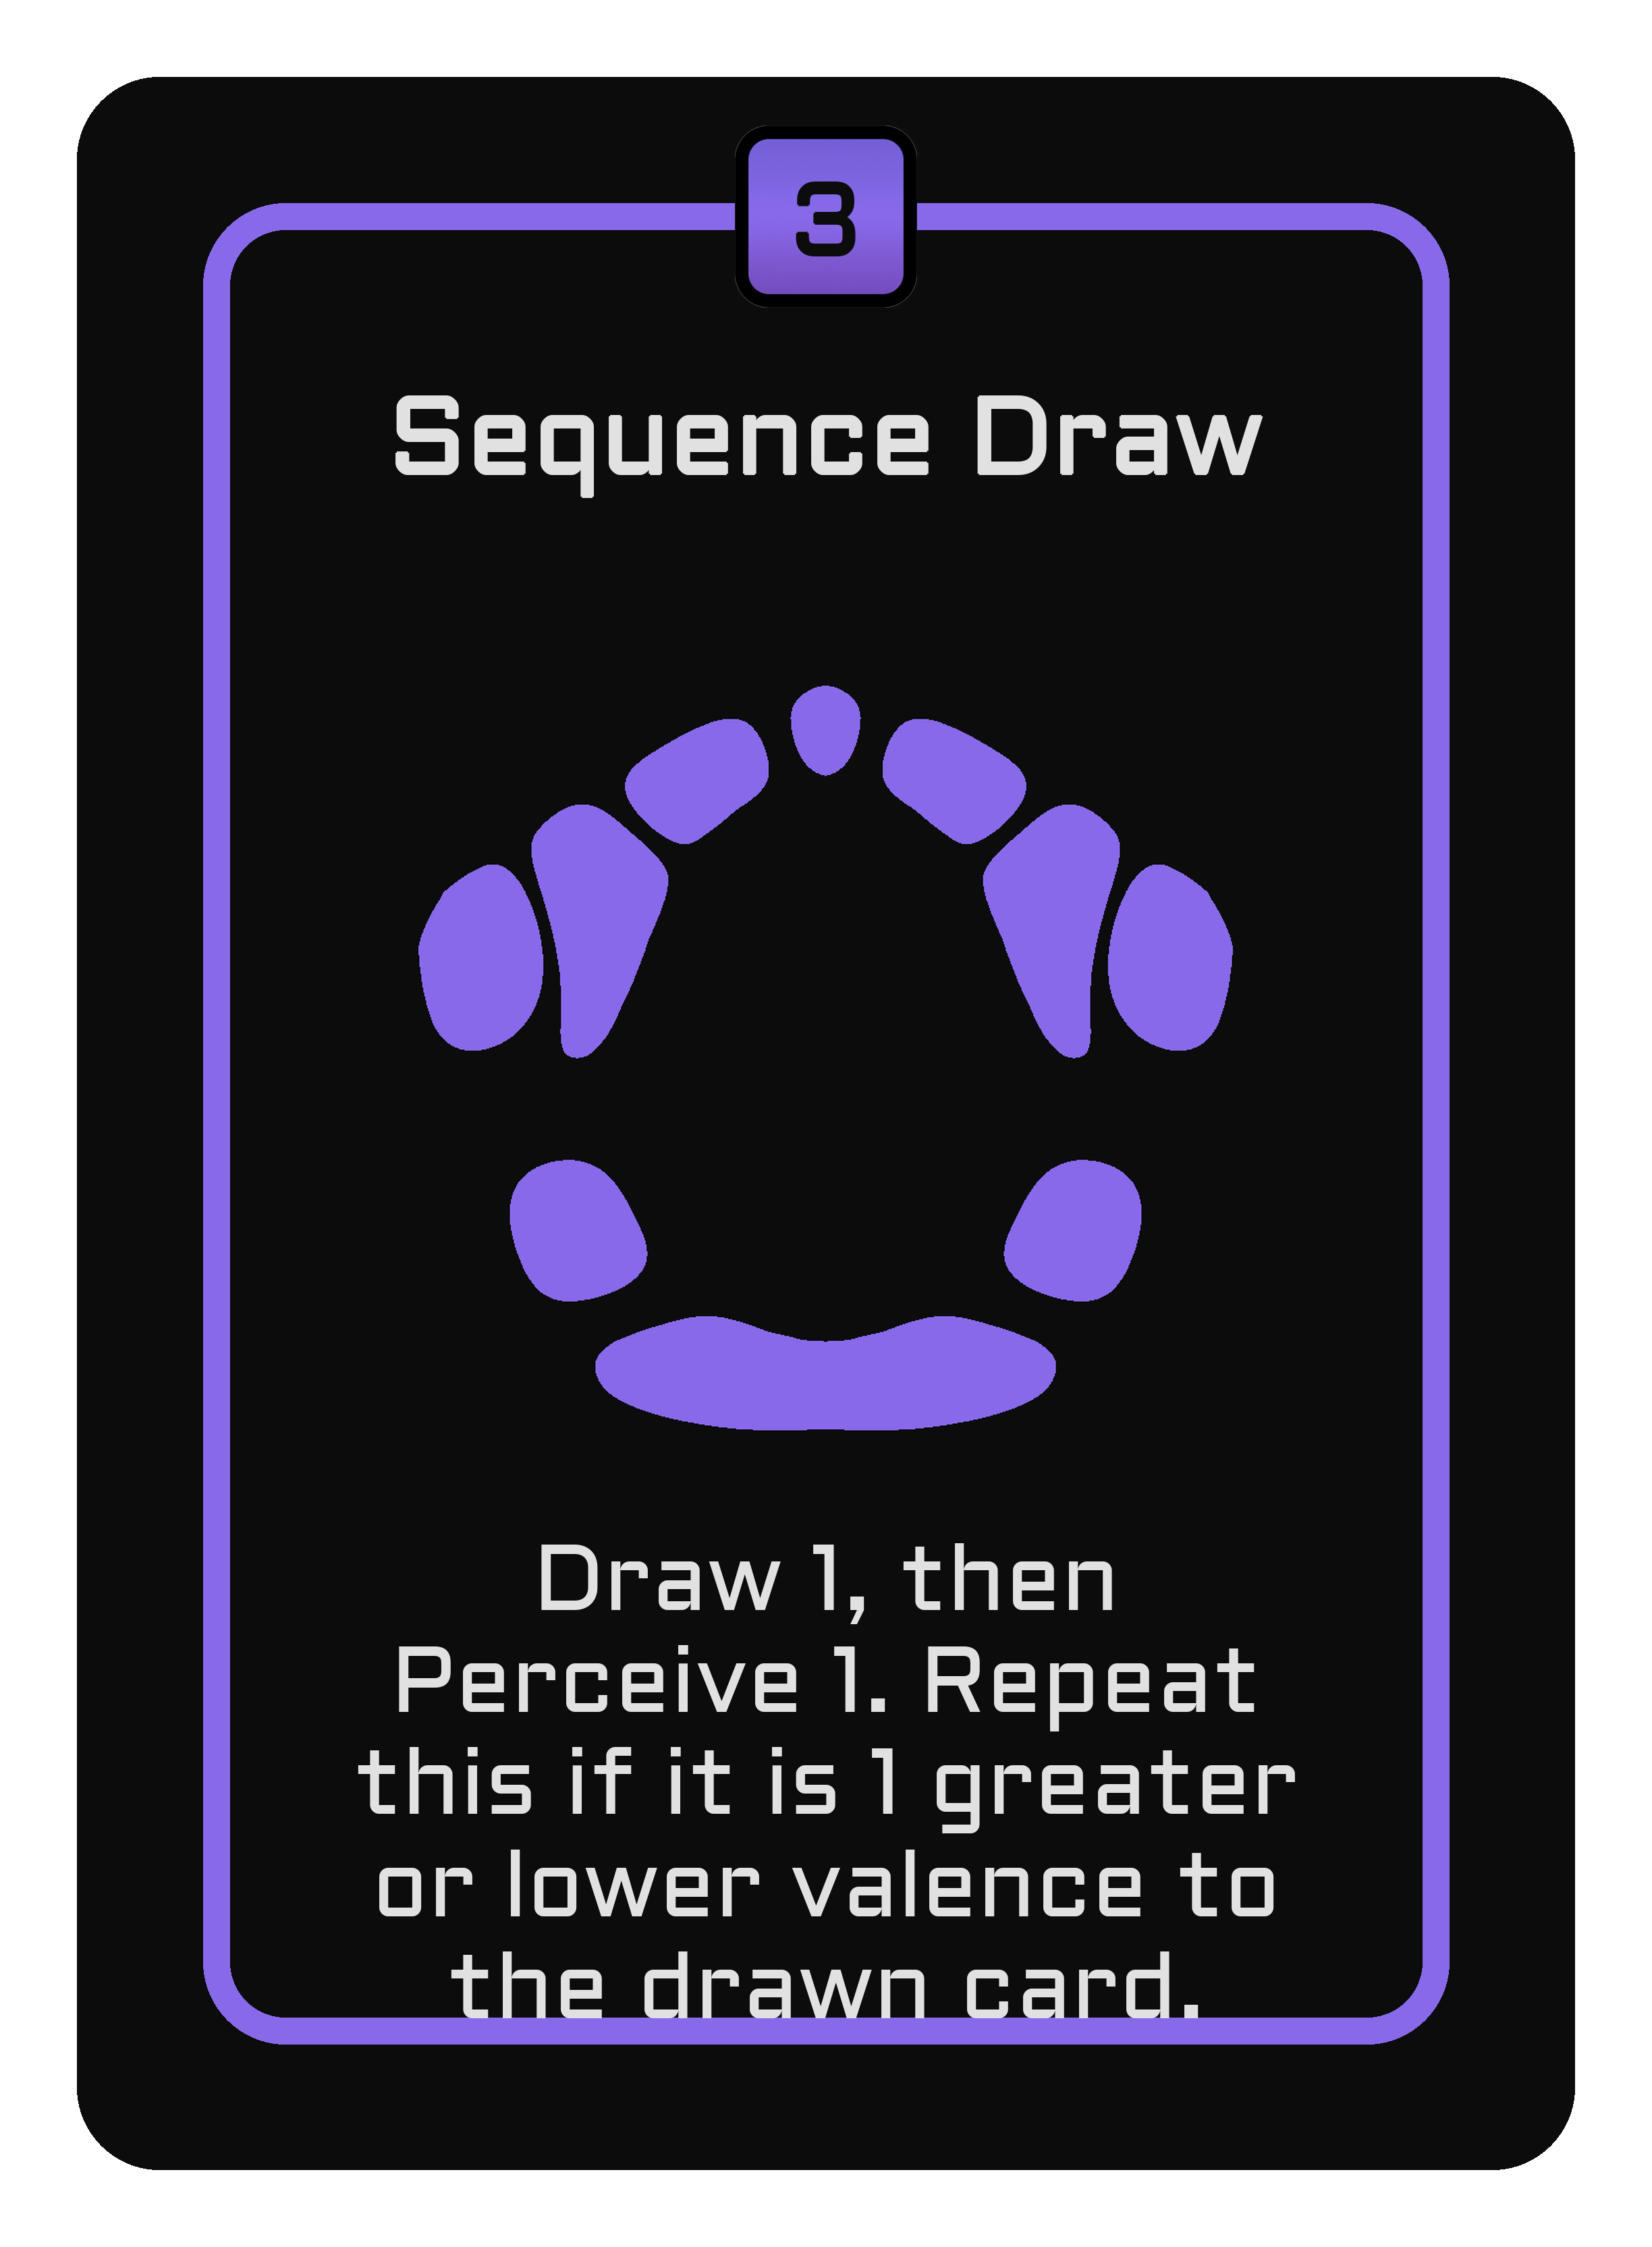 3
Sequence Draw
Draw 1, then
Perceive 1. Repeat
this if it is 1 greater
or lower valence to
the drawn card.